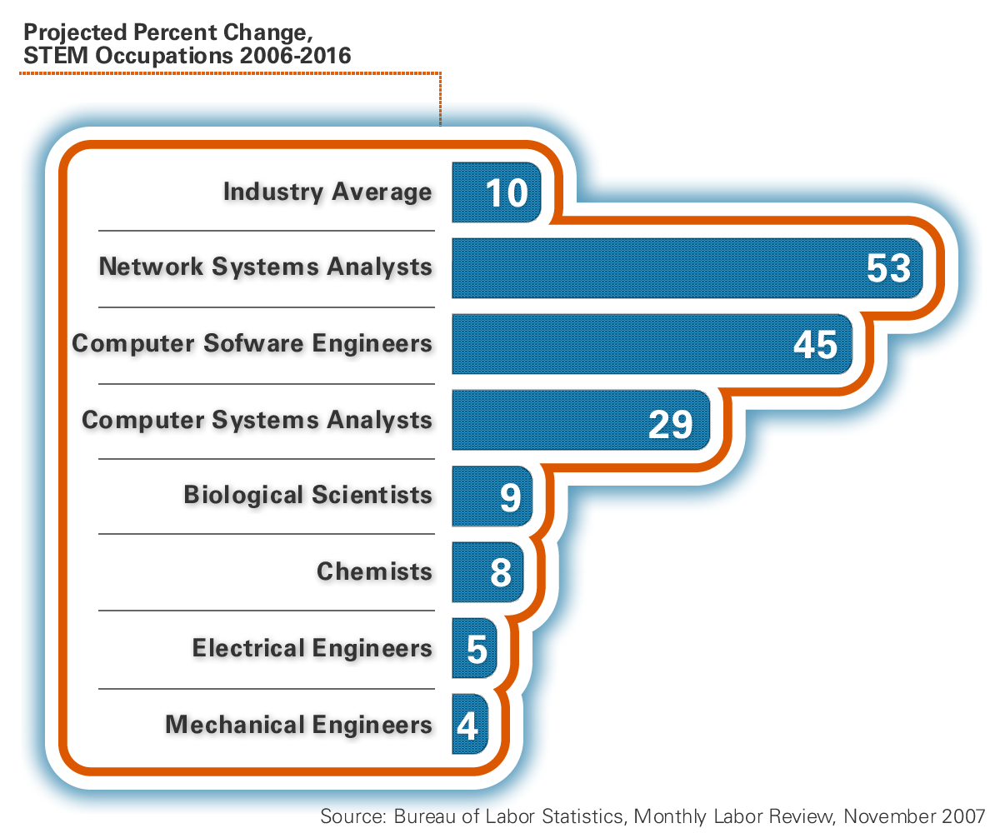 Projected Percent Change,
STEM Occupations 2006-2016
Industry Average 10
Network Systems Analysts 53
Computer Sofware Engineers 45
Computer Systems Analysts 29
Biological Scientists 9
Chemists 8
Electrical Engineers 5
Mechanical Engineers 4
Source: Bureau of Labor Statistics, Monthly Labor Review, November 2007